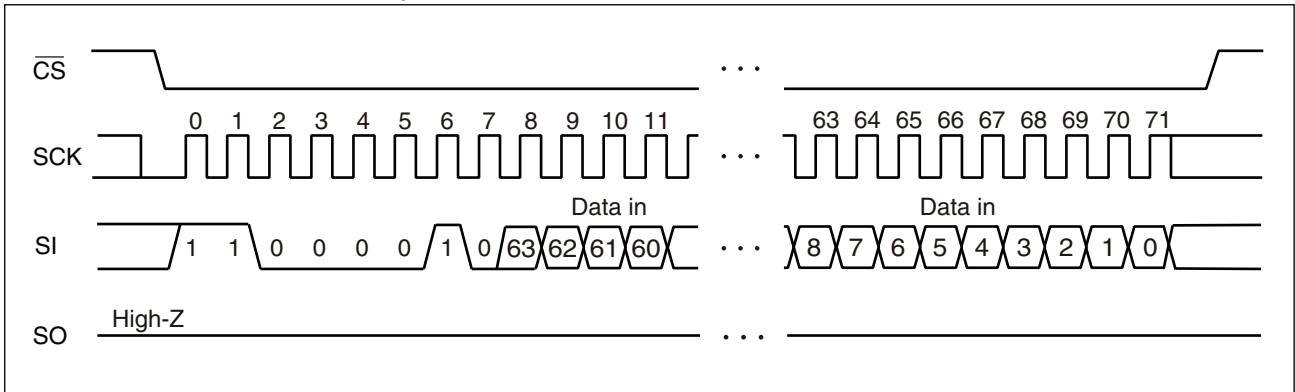 CS
. . .
0 1 2 3 4 5 6 7 8 9 10 11 63 64 65 66 67 68 69 70 71
SCK
. . .
Data in Data in
SI 1 1 0 0 0 0 1 0 63 62 61 60 . . . 8 7 6 5 4 3 2 1 0
High-Z
SO . . .